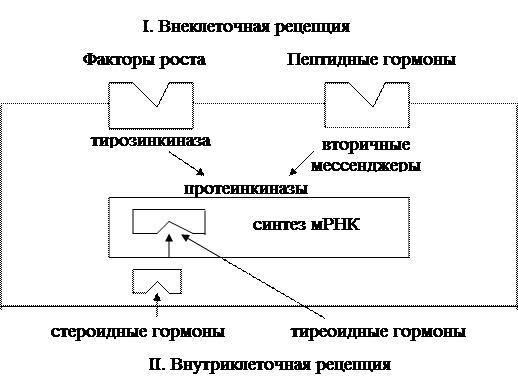 I. Внеклеточная рецепция
Факторы роста
Пептидные гормоны
тирозинкиназа
вторичные
мессенджеры
протеинкиназы
синтез мРНК
стероидные гормоны
тиреоидные гормоны
II. Внутриклеточная рецепция